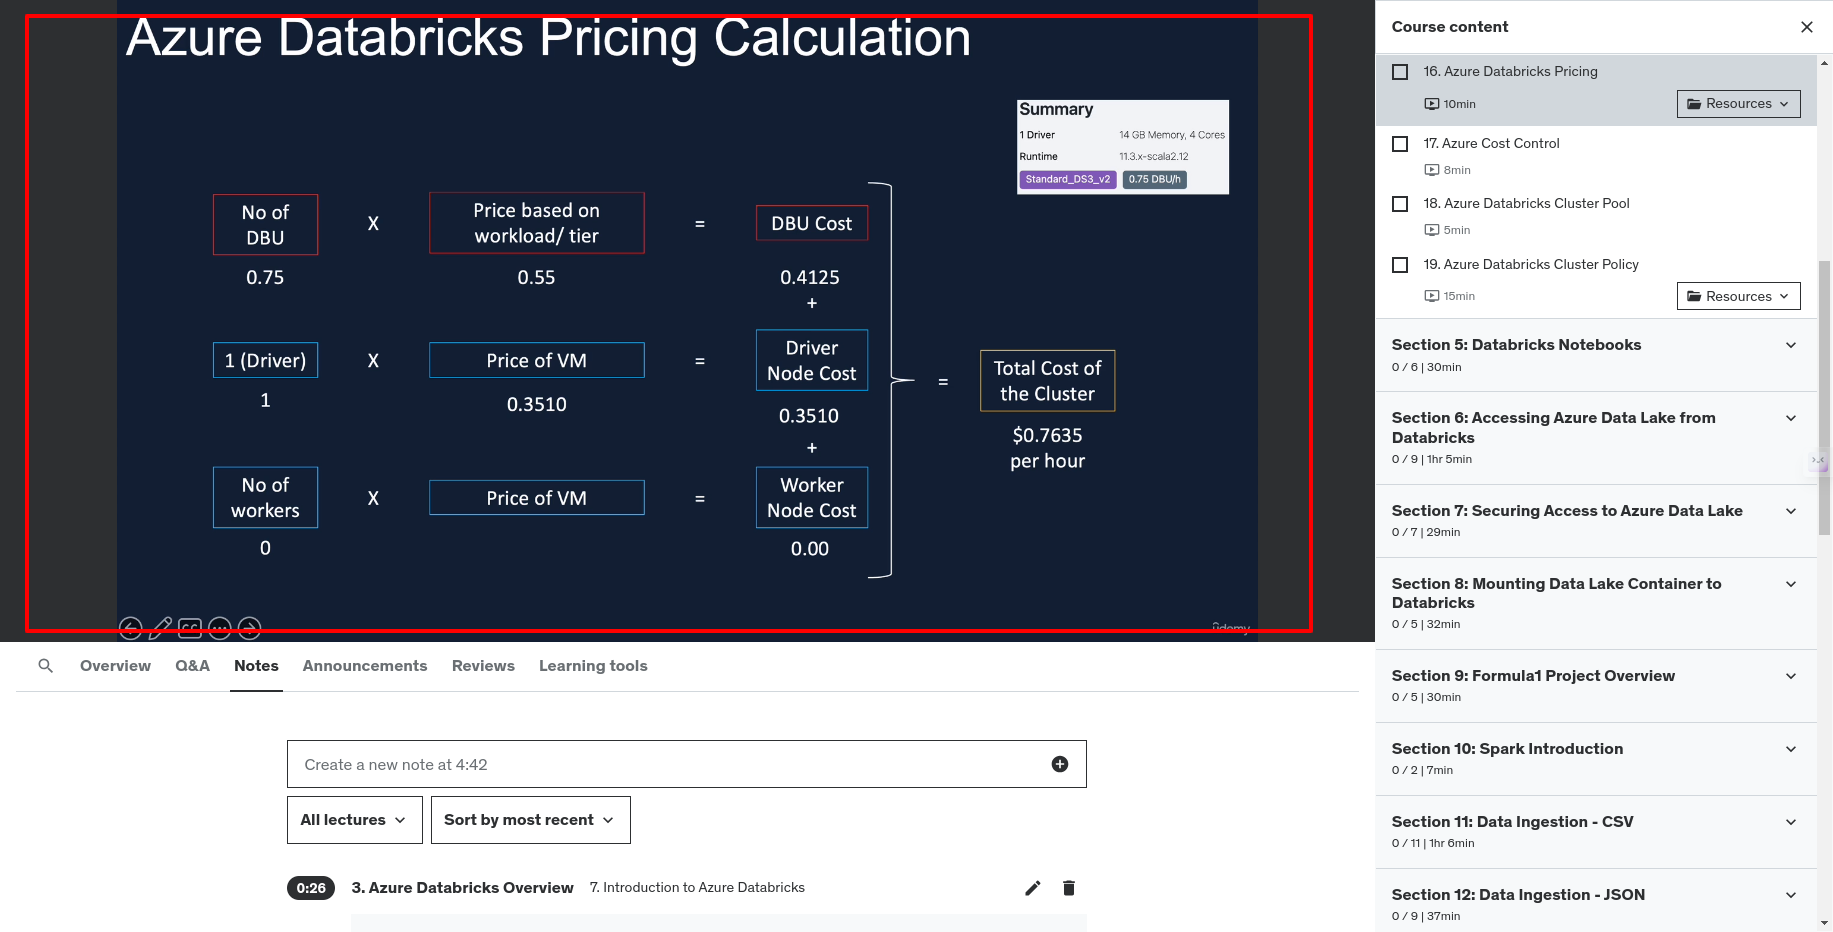 Azure Databricks Pricing Calculation
Summary
1 Driver 14 GB Memory, 4 Cores
Runtime 11.3.x-scala2.12
Standard_DS3_v2 0.75 DBU/h
No of
DBU
X
Price based on
workload/ tier
=
DBU Cost
0.75
0.55
0.4125
+
1 (Driver)
X
Price of VM
=
Driver
Node Cost
1
0.3510
0.3510
+
No of
workers
X
Price of VM
=
Worker
Node Cost
0
0.00
=
Total Cost of
the Cluster
$0.7635
per hour
CC
ûdemy
Overview Q&A Notes Announcements Reviews Learning tools
Create a new note at 4:42
All lectures Sort by most recent
0:26 3. Azure Databricks Overview 7. Introduction to Azure Databricks
Course content
16. Azure Databricks Pricing
10min Resources
17. Azure Cost Control
8min
18. Azure Databricks Cluster Pool
5min
19. Azure Databricks Cluster Policy
15min Resources
Section 5: Databricks Notebooks
0 / 6 | 30min
Section 6: Accessing Azure Data Lake from
Databricks
0 / 9 | 1hr 5min
Section 7: Securing Access to Azure Data Lake
0 / 7 | 29min
Section 8: Mounting Data Lake Container to
Databricks
0 / 5 | 32min
Section 9: Formula1 Project Overview
0 / 5 | 30min
Section 10: Spark Introduction
0 / 2 | 7min
Section 11: Data Ingestion - CSV
0 / 11 | 1hr 6min
Section 12: Data Ingestion - JSON
0 / 9 | 37min